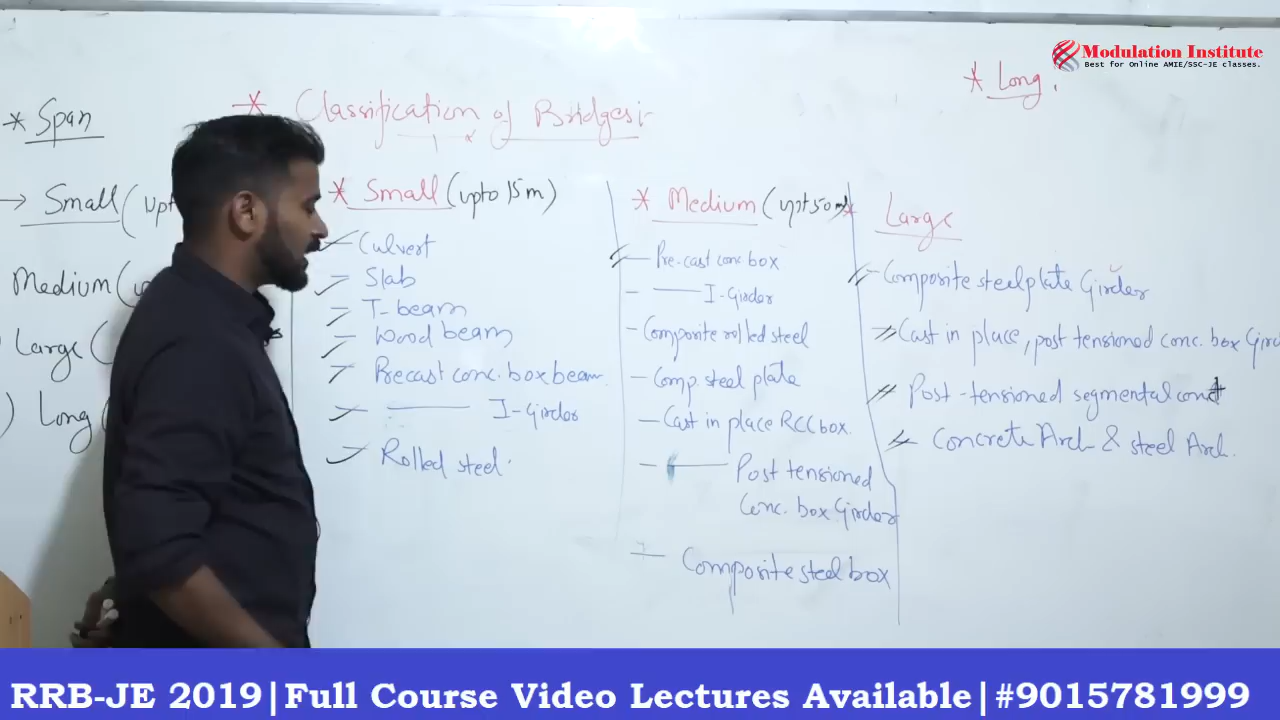 Modulation Institute
Best for Online AMIE/SSC-JE classes.
* Long.
* Span
* Classification of Bridges:-
→ Small (upt
Medium (
Large (
) Long (
* Small (upto 15m)
Culvert
Slab
T-beam
Wood beam
Precast conc. box beam.
—— I-Girder
Rolled steel.
* Medium (upt 50m)
— Pre-cast conc box
— —— I-Girder
- Composite rolled steel
— Comp. steel plate
— Cast in place RCC box.
— —— Post tensioned
Conc. box Girder
— Composite steel box
* Large
- Composite steel plate Girder
Cast in place, post tensioned conc. box Gir
Post-tensioned segmental const
Concrete Arch & steel Arch.
RRB-JE 2019|Full Course Video Lectures Available|#9015781999